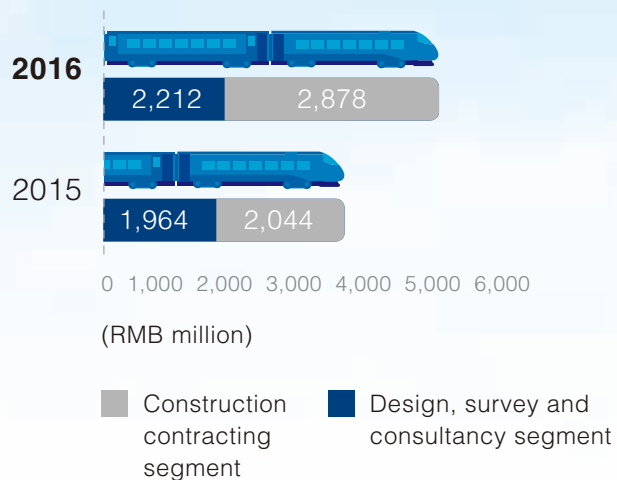 2016
2,212 2,878
2015
1,964 2,044
0 1,000 2,000 3,000 4,000 5,000 6,000
(RMB million)
Construction
contracting
segment
Design, survey and
consultancy segment